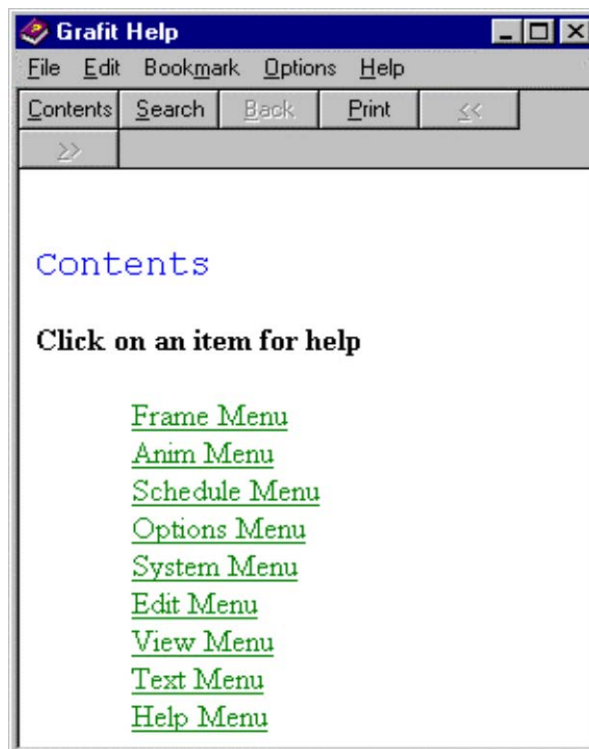 Grafit Help
File Edit Bookmark Options Help
Contents Search Back Print <<
>>
Contents
Click on an item for help
Frame Menu
Anim Menu
Schedule Menu
Options Menu
System Menu
Edit Menu
View Menu
Text Menu
Help Menu